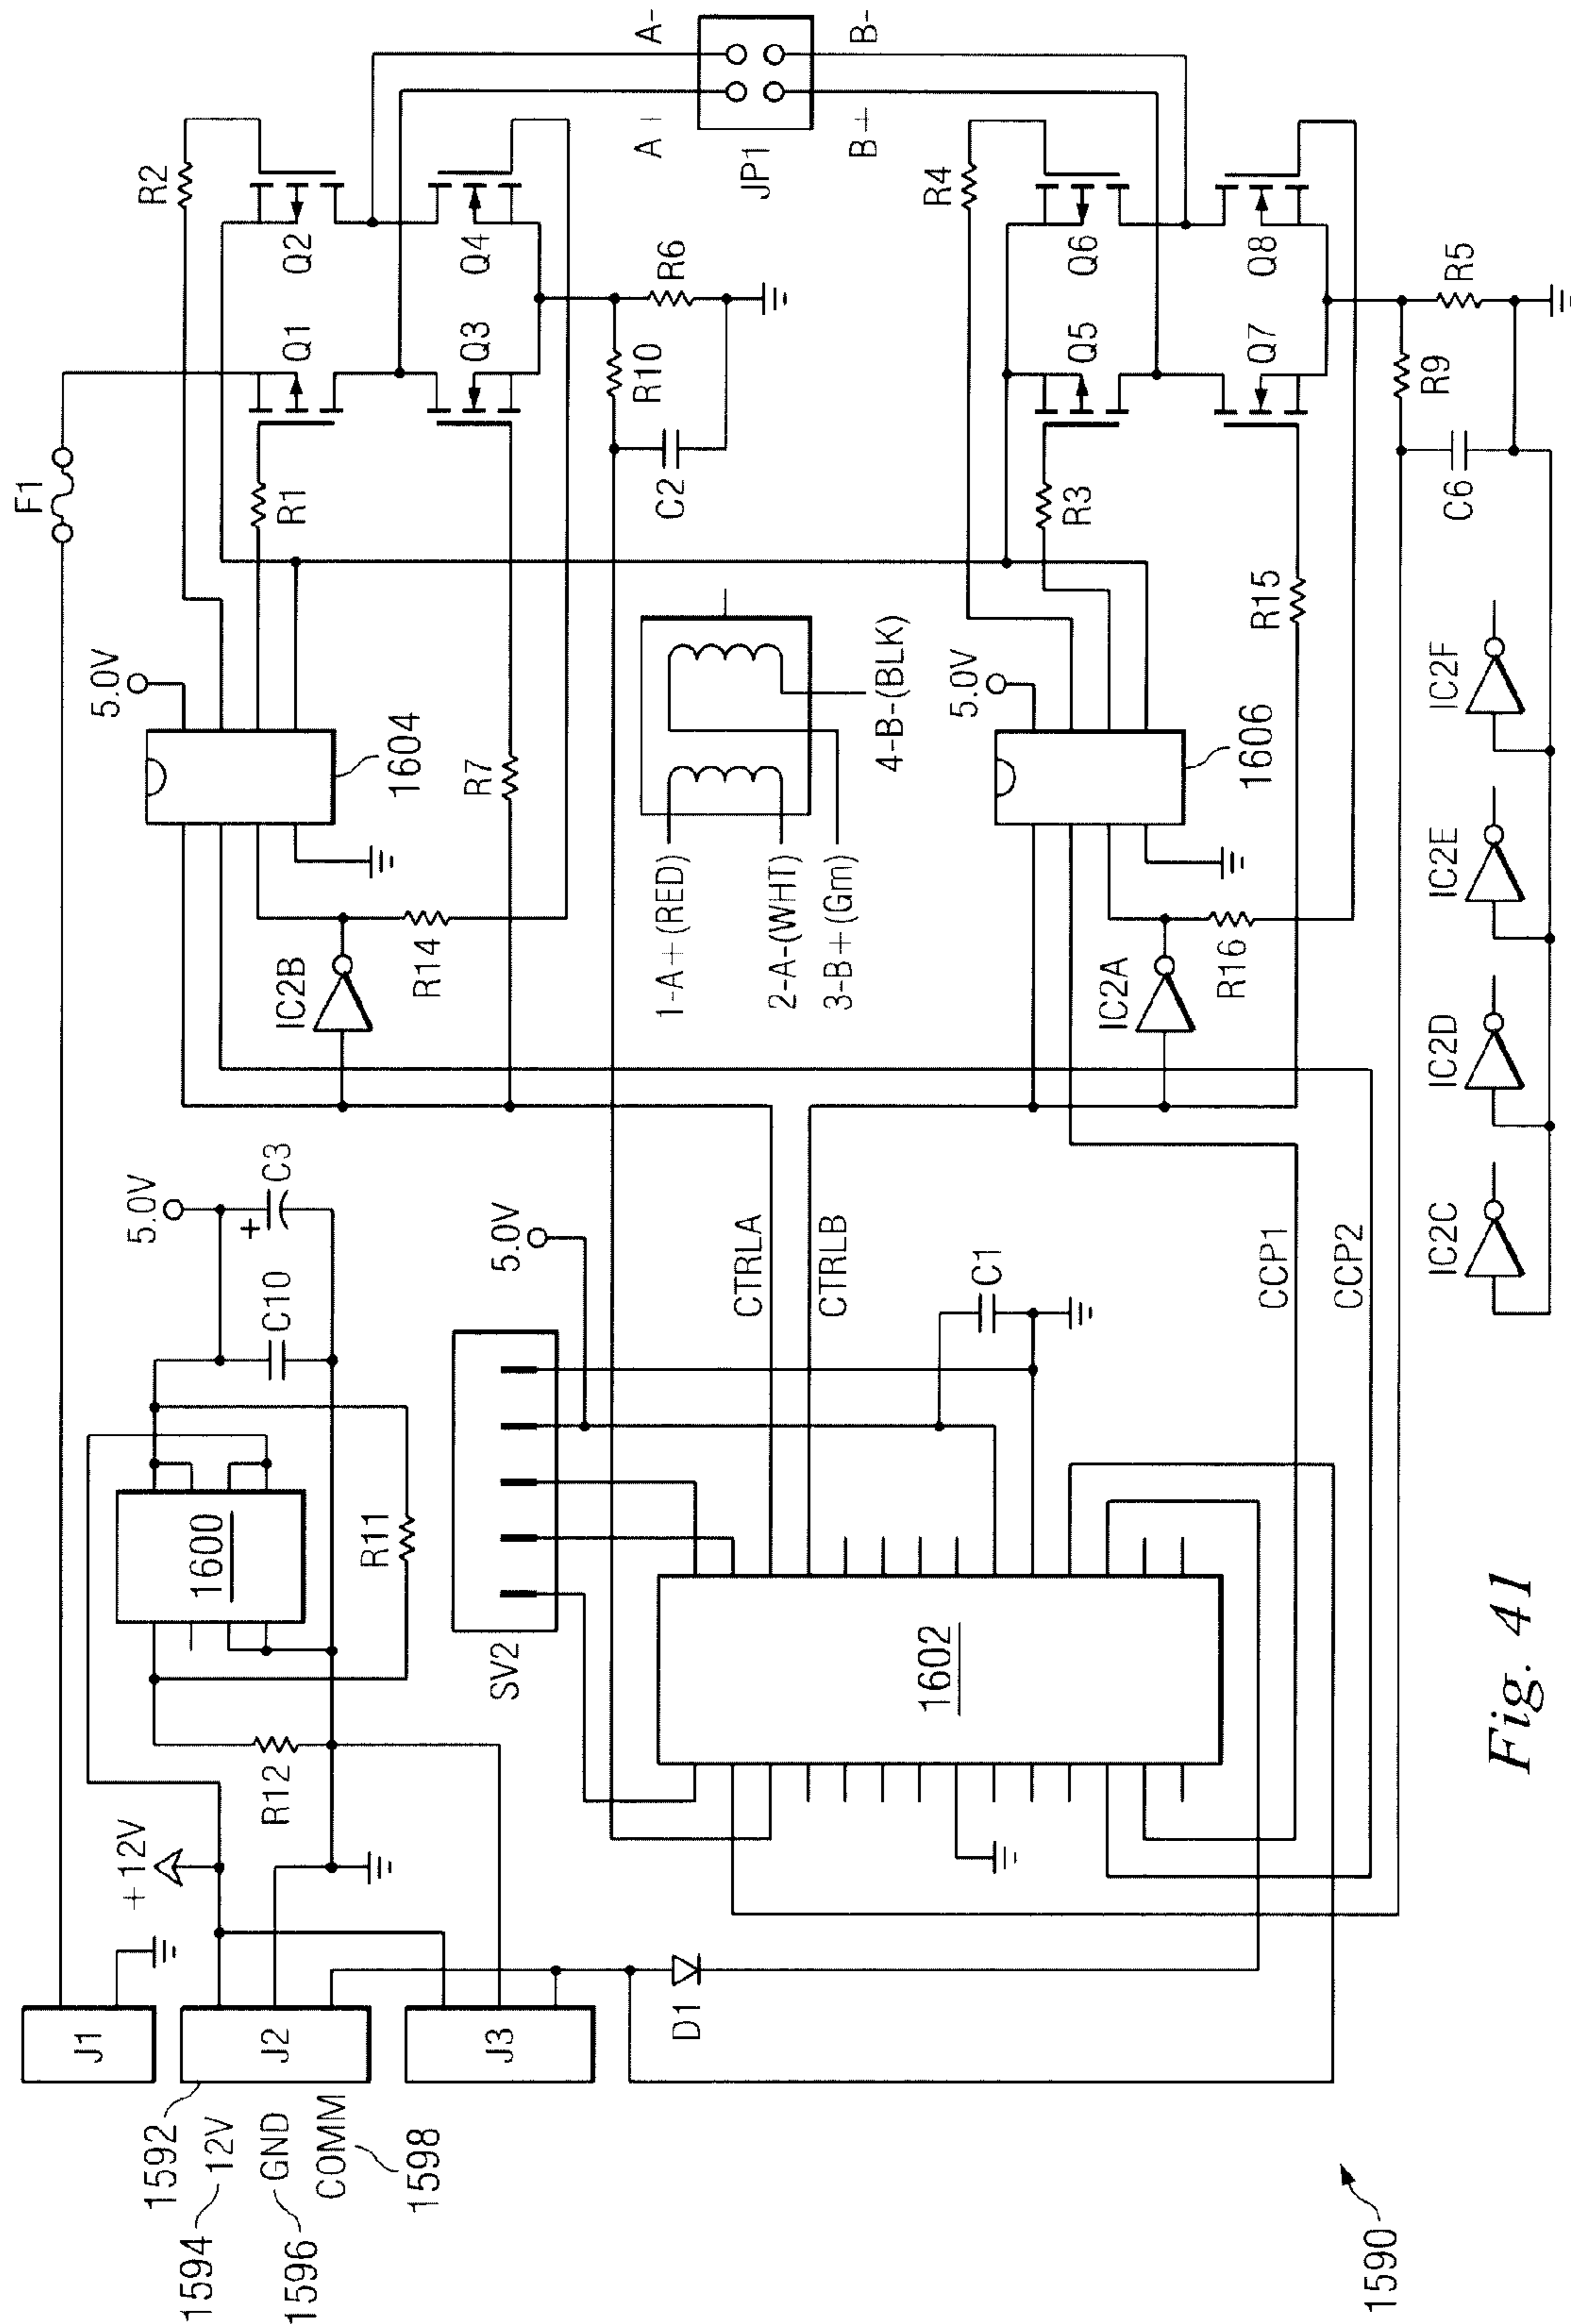 F1
A-
A+
JP1
B+
B-
R2
Q2
Q1
Q4
Q3
R6
R10
C2
R1
5.0V
1604
R7
R14
IC2B
R4
Q6
Q5
Q8
Q7
R5
R9
C6
R3
R15
5.0V
1606
R16
IC2A
1-A+(RED)
2-A-(WHT)
3-B+(Gm)
4-B-(BLK)
5.0V
+
C3
C10
1600
R11
R12
+12V
J1
J2
J3
1592
1594
12V
1596
GND
COMM
1598
D1
SV2
5.0V
C1
1602
CTRLA
CTRLB
CCP1
CCP2
IC2C
IC2D
IC2E
IC2F
1590
Fig. 41